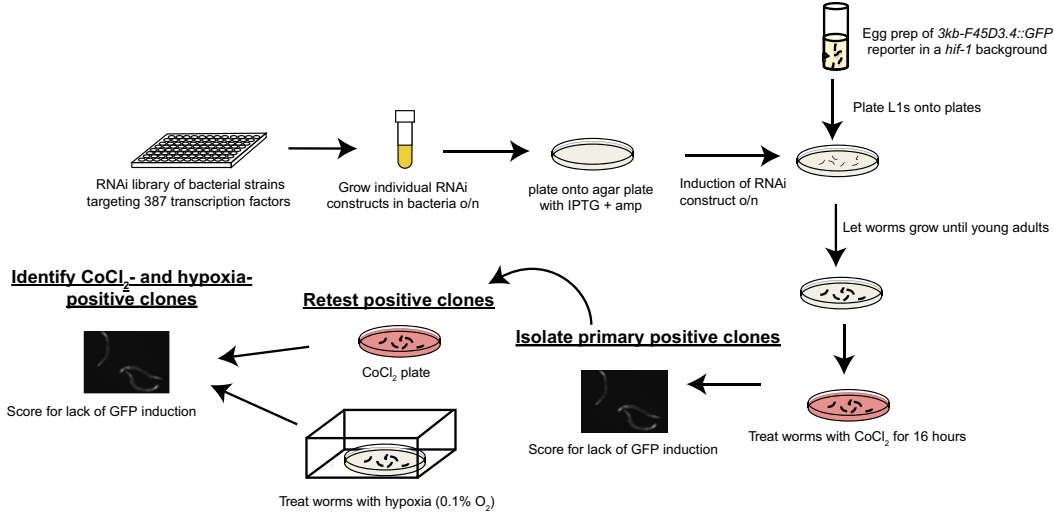 Egg prep of 3kb-F45D3.4::GFP
reporter in a hif-1 background
Plate L1s onto plates
RNAi library of bacterial strains
targeting 387 transcription factors
Grow individual RNAi
constructs in bacteria o/n
plate onto agar plate
with IPTG + amp
Induction of RNAi
construct o/n
Let worms grow until young adults
Identify CoCl2- and hypoxia-
positive clones
Retest positive clones
Isolate primary positive clones
CoCl2 plate
Score for lack of GFP induction
Score for lack of GFP induction
Treat worms with CoCl2 for 16 hours
Treat worms with hypoxia (0.1% O2)